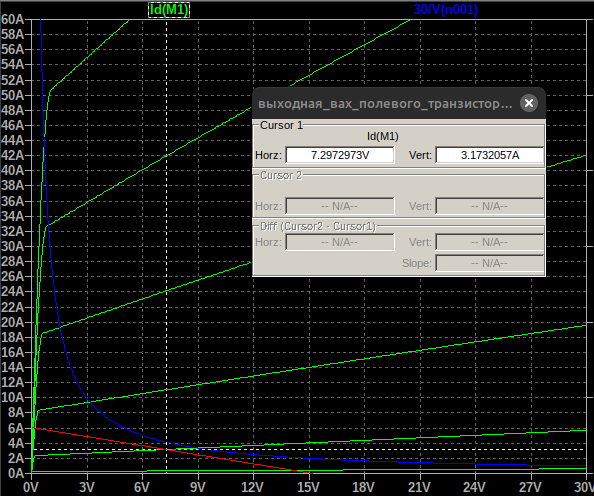 Id(M1) 30/V(n001)
60A
58A
56A
54A
52A
50A
48A
46A
44A
42A
40A
38A
36A
34A
32A
30A
28A
26A
24A
22A
20A
18A
16A
14A
12A
10A
8A
6A
4A
2A
0A
0V 3V 6V 9V 12V 15V 18V 21V 24V 27V 30V
выходная_вах_полевого_транзистор...
Cursor 1
Id(M1)
Horz: 7.2972973V Vert: 3.1732057A
Cursor 2
Horz: -- N/A-- Vert: -- N/A--
Diff (Cursor2 - Cursor1)
Horz: -- N/A-- Vert: -- N/A--
Slope: -- N/A--